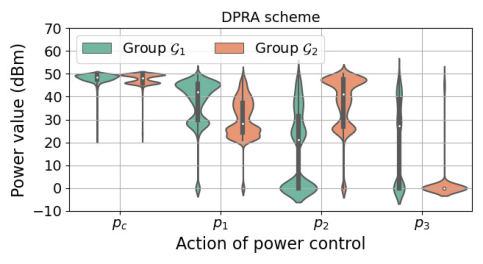 DPRA scheme
Group 𝒢₁ Group 𝒢₂
Power value (dBm)
70
60
50
40
30
20
10
0
−10
p_c p₁ p₂ p₃
Action of power control